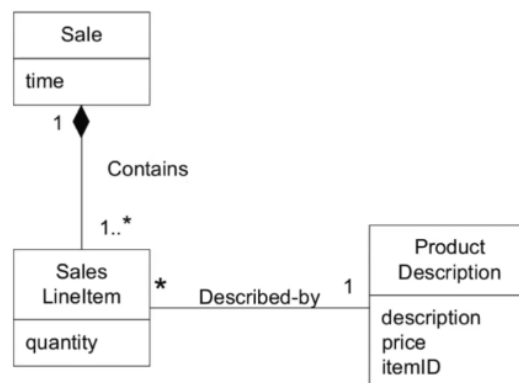 Sale
time
1
Contains
1..*
Sales
LineItem
quantity
*
Described-by
1
Product
Description
description
price
itemID